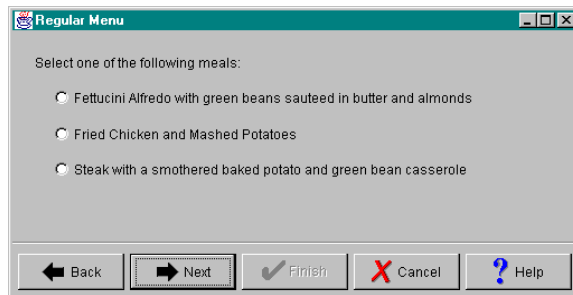 Regular Menu
Select one of the following meals:
Fettucini Alfredo with green beans sauteed in butter and almonds
Fried Chicken and Mashed Potatoes
Steak with a smothered baked potato and green bean casserole
Back Next Finish Cancel Help